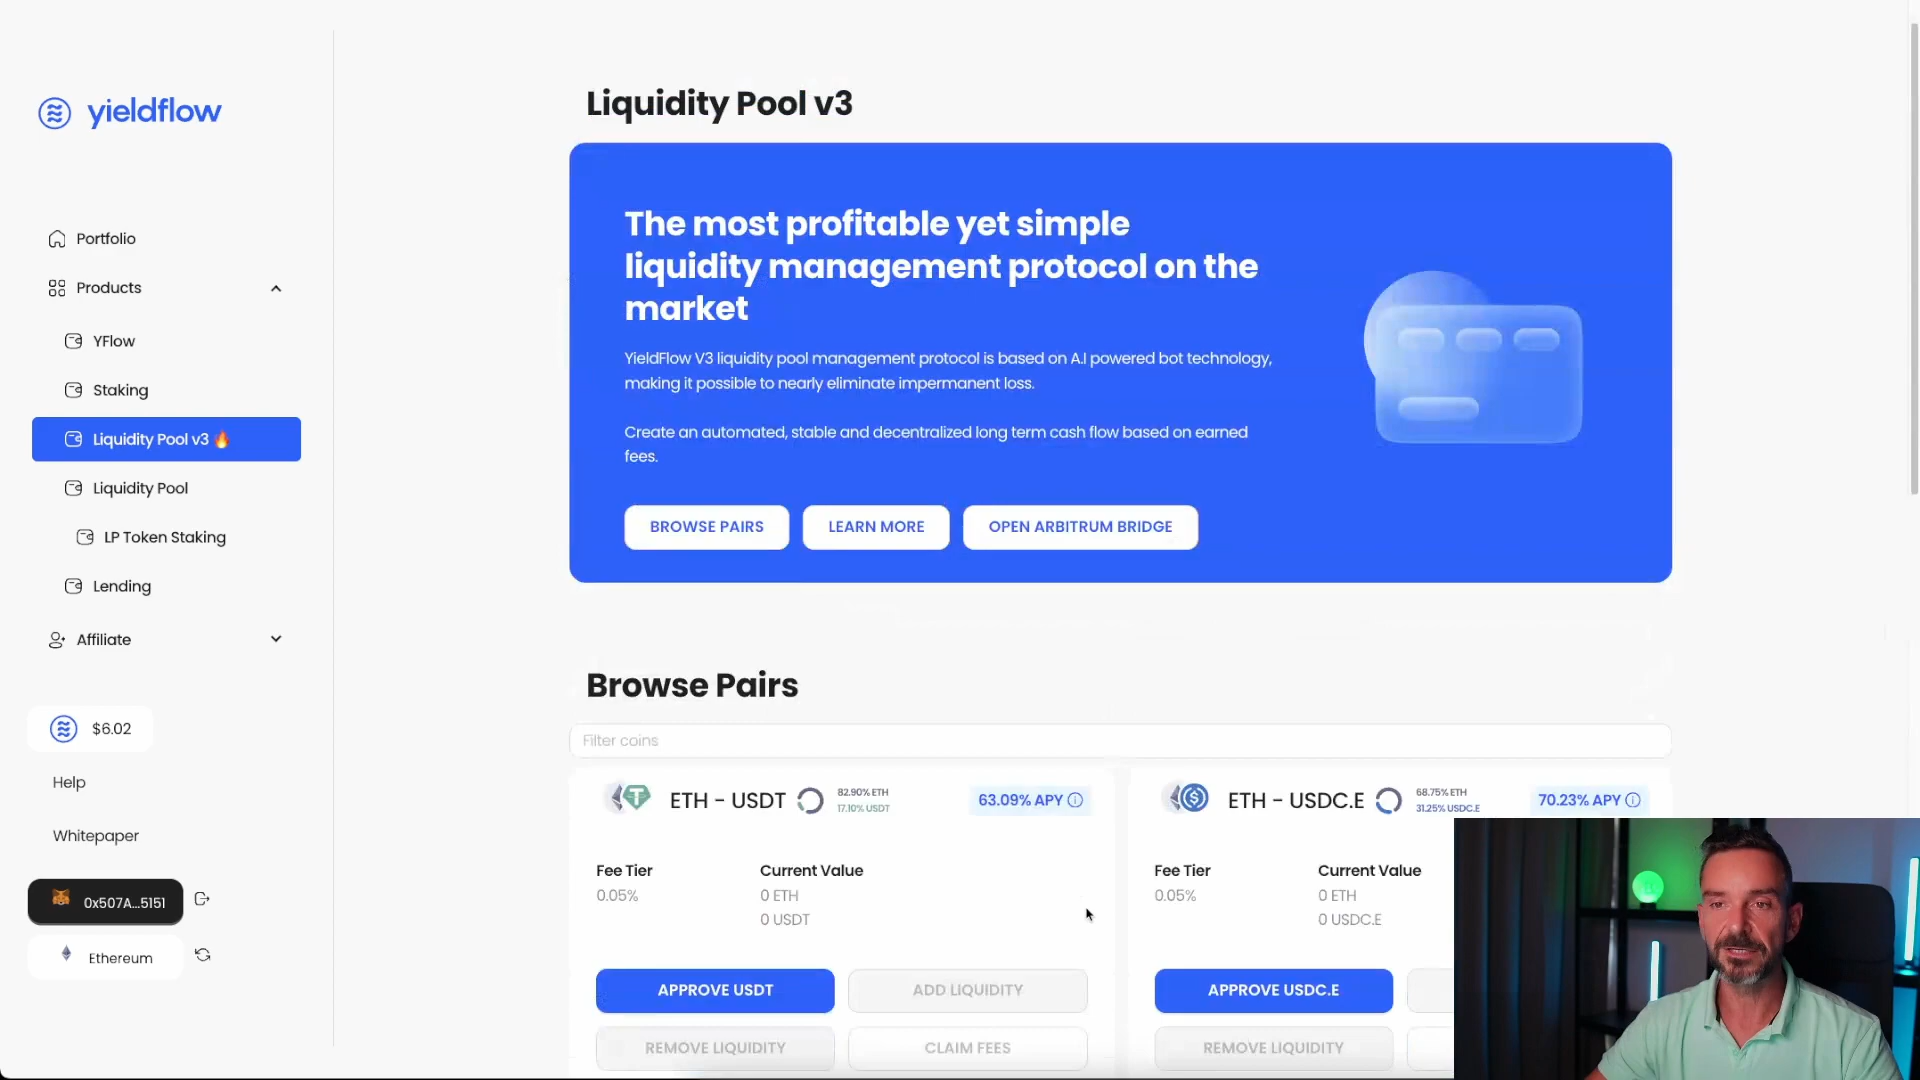 yieldflow
Portfolio
Products
YFlow
Staking
Liquidity Pool v3 🔥
Liquidity Pool
LP Token Staking
Lending
Affiliate
$6.02
Help
Whitepaper
0x507A...5151
Ethereum
Liquidity Pool v3
The most profitable yet simple
liquidity management protocol on the
market
YieldFlow V3 liquidity pool management protocol is based on A.I powered bot technology,
making it possible to nearly eliminate impermanent loss.
Create an automated, stable and decentralized long term cash flow based on earned
fees.
BROWSE PAIRS
LEARN MORE
OPEN ARBITRUM BRIDGE
Browse Pairs
Filter coins
ETH - USDT
82.90% ETH
17.10% USDT
63.09% APY
Fee Tier
0.05%
Current Value
0 ETH
0 USDT
APPROVE USDT
ADD LIQUIDITY
REMOVE LIQUIDITY
CLAIM FEES
ETH - USDC.E
68.75% ETH
31.25% USDC.E
70.23% APY
Fee Tier
0.05%
Current Value
0 ETH
0 USDC.E
APPROVE USDC.E
REMOVE LIQUIDITY